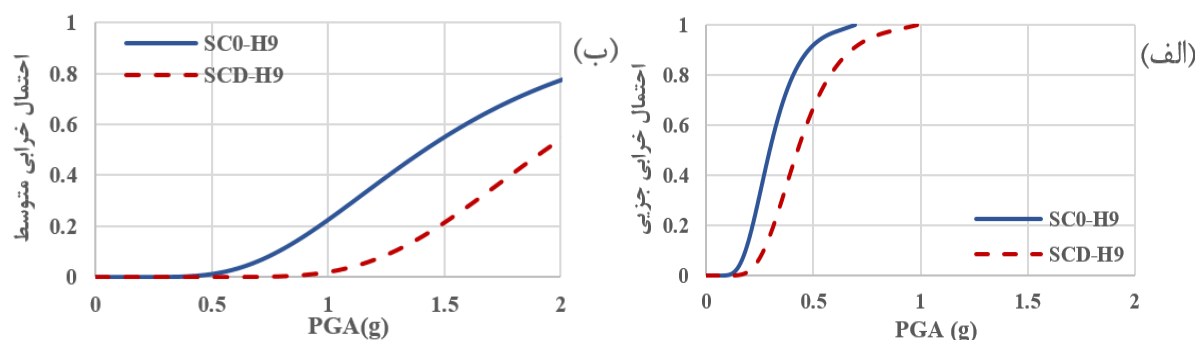 (الف)
احتمال خرابی جزیی
1
0.8
0.6
0.4
0.2
0
SC0-H9
SCD-H9
0 0.5 1 1.5 2
PGA (g)
(ب)
احتمال خرابی متوسط
1
0.8
0.6
0.4
0.2
0
SC0-H9
SCD-H9
0 0.5 1 1.5 2
PGA(g)